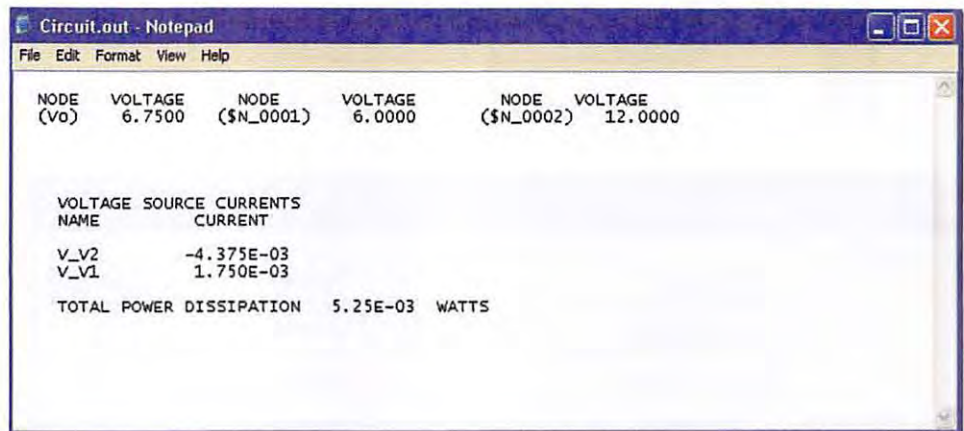 Circuit.out - Notepad
File Edit Format View Help
NODE VOLTAGE NODE VOLTAGE NODE VOLTAGE
(Vo) 6.7500 ($N_0001) 6.0000 ($N_0002) 12.0000
VOLTAGE SOURCE CURRENTS
NAME CURRENT
V_V2 -4.375E-03
V_V1 1.750E-03
TOTAL POWER DISSIPATION 5.25E-03 WATTS